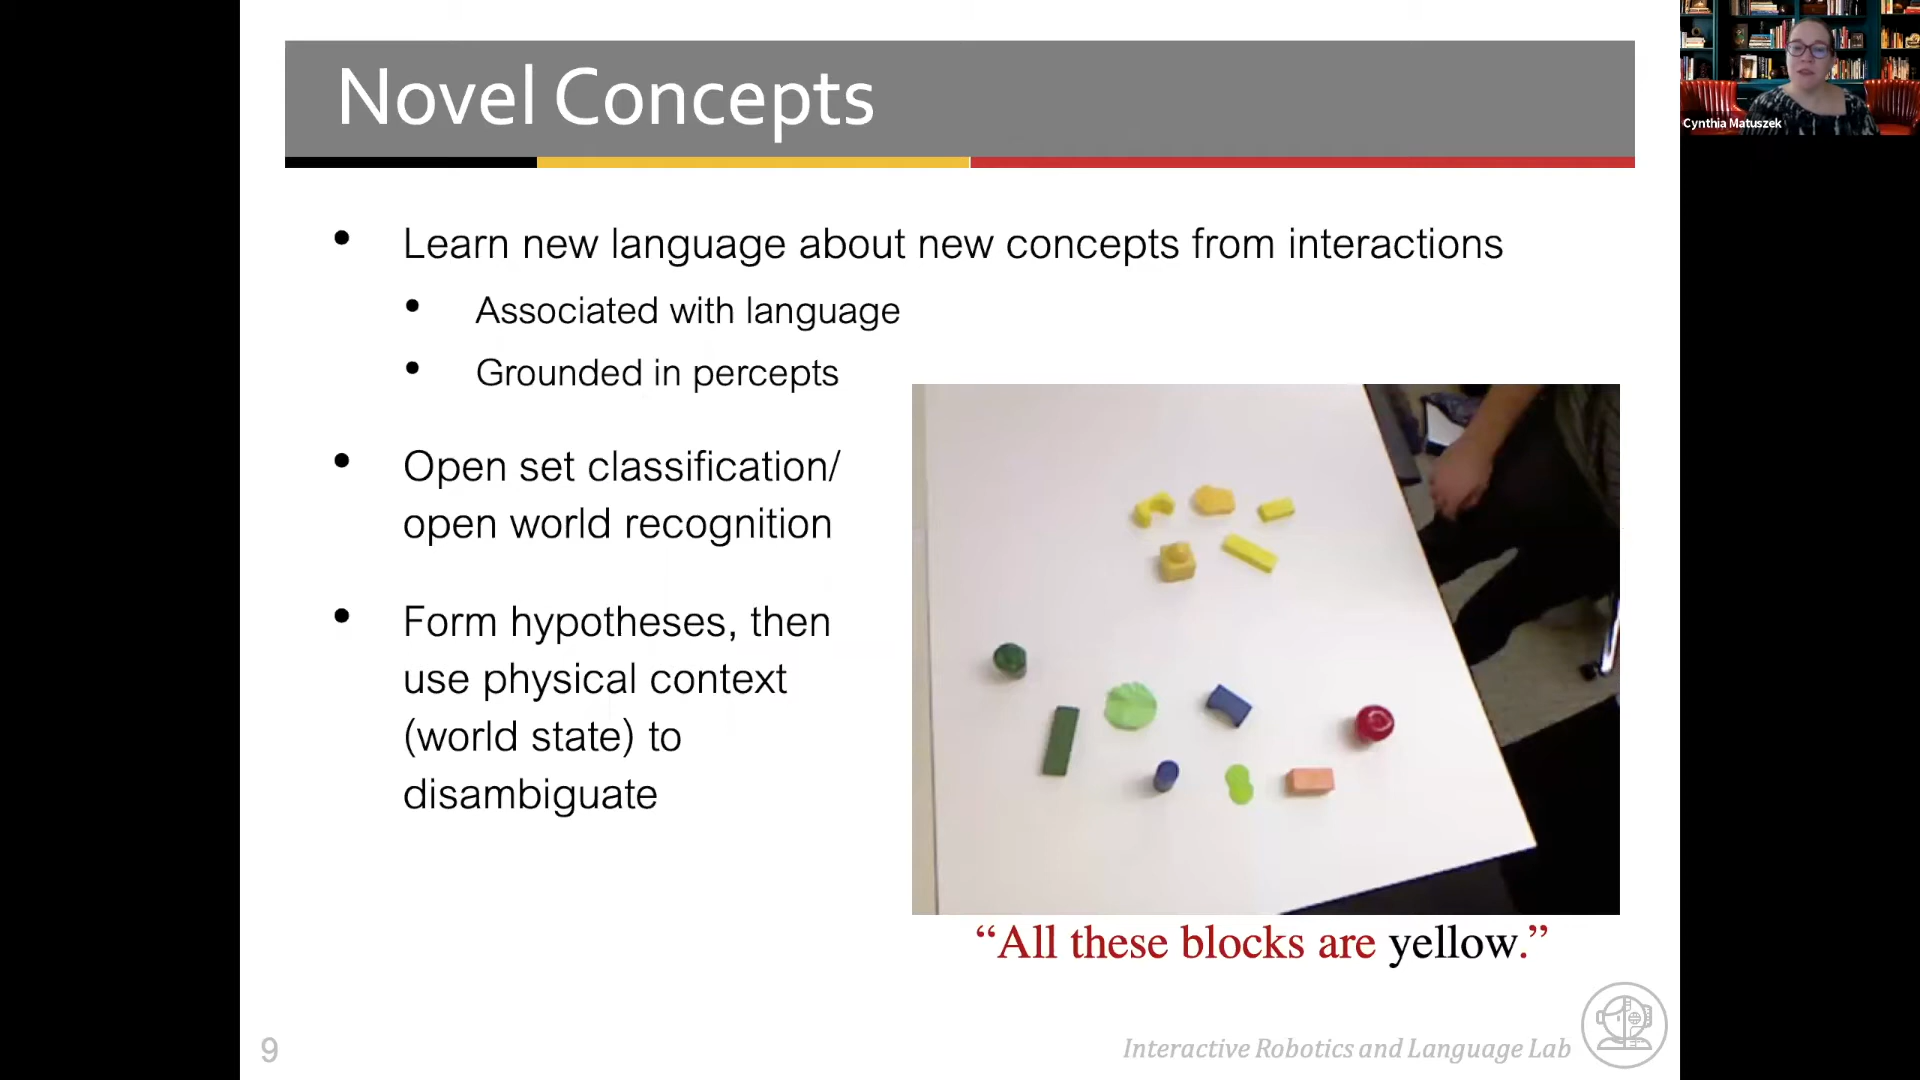 Novel Concepts
Cynthia Matuszek
• Learn new language about new concepts from interactions
• Associated with language
• Grounded in percepts
• Open set classification/
open world recognition
• Form hypotheses, then
use physical context
(world state) to
disambiguate
“All these blocks are yellow.”
9
Interactive Robotics and Language Lab